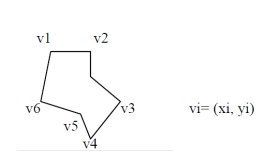 v1 v2
v6 v3 vi= (xi, yi)
v5
v4